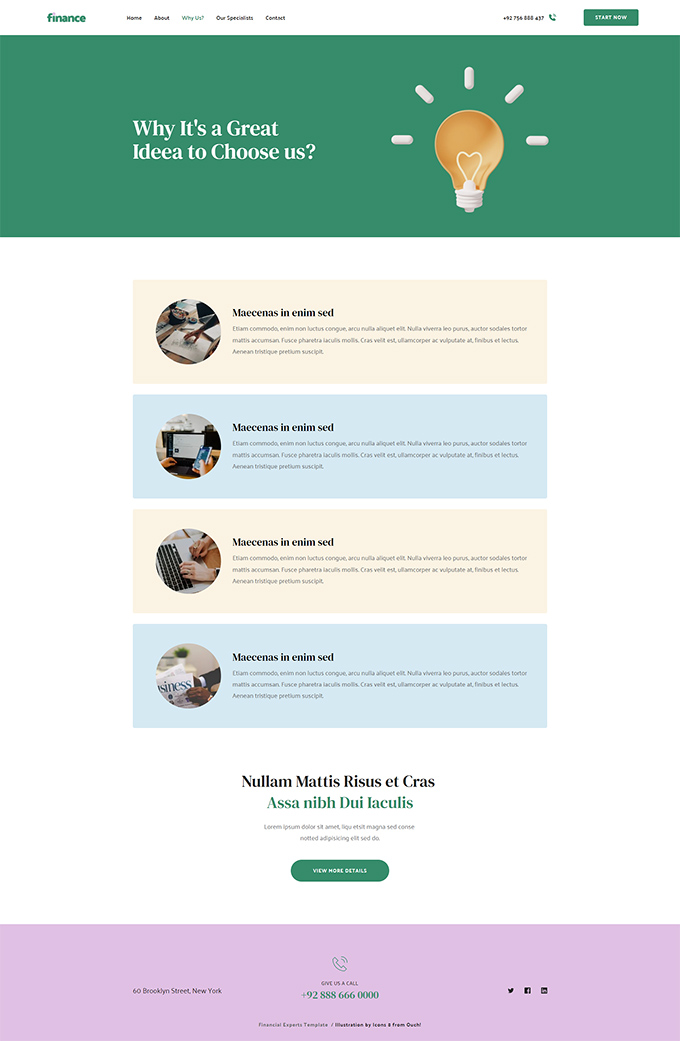 finance
Home
About
Why Us?
Our Specialists
Contact
+92 756 888 437
START NOW
Why It's a Great
Ideea to Choose us?
Maecenas in enim sed
Etiam commodo, enim non luctus congue, arcu nulla aliquet elit. Nulla viverra leo purus, auctor sodales tortor
mattis accumsan. Fusce pharetra iaculis mollis. Cras velit est, ullamcorper ac vulputate at, finibus et lectus.
Aenean tristique pretium suscipit.
Maecenas in enim sed
Etiam commodo, enim non luctus congue, arcu nulla aliquet elit. Nulla viverra leo purus, auctor sodales tortor
mattis accumsan. Fusce pharetra iaculis mollis. Cras velit est, ullamcorper ac vulputate at, finibus et lectus.
Aenean tristique pretium suscipit.
Maecenas in enim sed
Etiam commodo, enim non luctus congue, arcu nulla aliquet elit. Nulla viverra leo purus, auctor sodales tortor
mattis accumsan. Fusce pharetra iaculis mollis. Cras velit est, ullamcorper ac vulputate at, finibus et lectus.
Aenean tristique pretium suscipit.
Maecenas in enim sed
Etiam commodo, enim non luctus congue, arcu nulla aliquet elit. Nulla viverra leo purus, auctor sodales tortor
mattis accumsan. Fusce pharetra iaculis mollis. Cras velit est, ullamcorper ac vulputate at, finibus et lectus.
Aenean tristique pretium suscipit.
siness
Nullam Mattis Risus et Cras
Assa nibh Dui Iaculis
Lorem ipsum dolor sit amet, liqu etsit magna sed conse
notted adipisicing elit sed do.
VIEW MORE DETAILS
60 Brooklyn Street, New York
GIVE US A CALL
+92 888 666 0000
Financial Experts Template / Illustration by Icons 8 from Ouch!